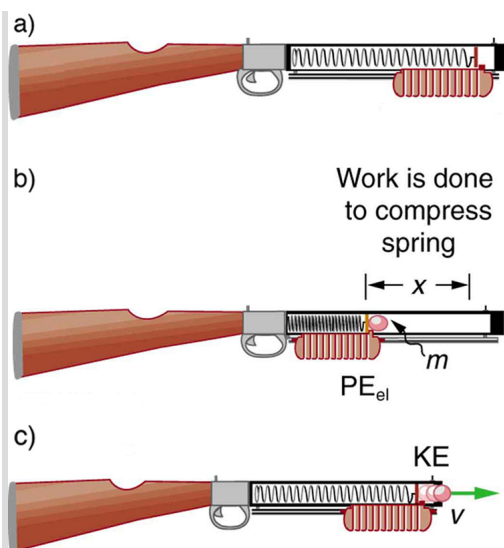 a)
b)
Work is done
to compress
spring
x
m
PEel
c)
KE
v